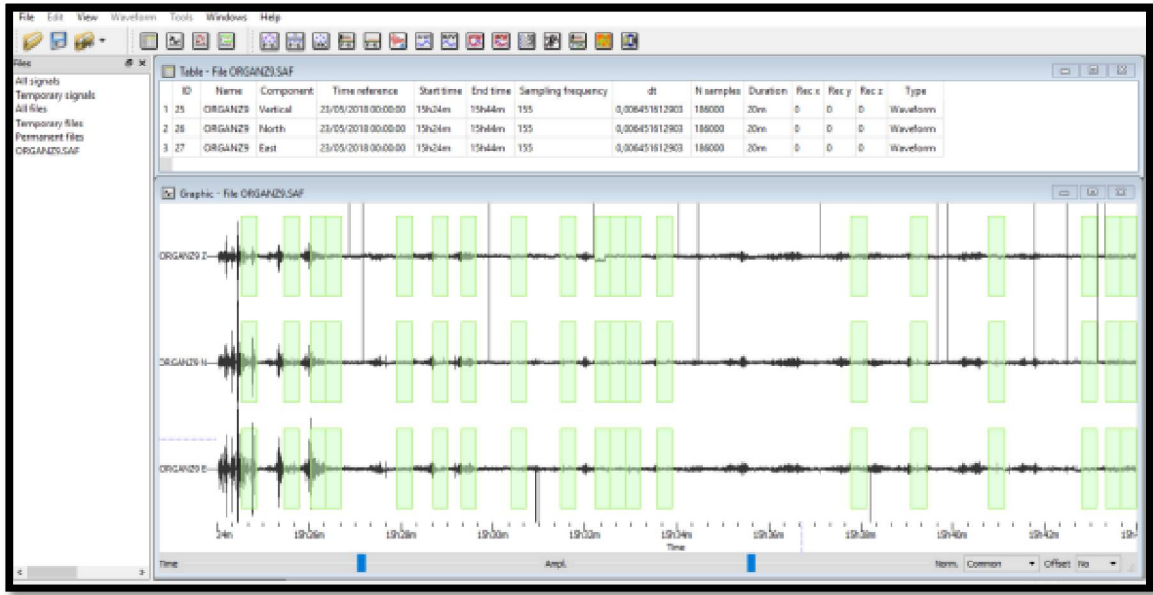 File Edit View Waveform Tools Windows Help
Files
All signals
Temporary signals
All files
Temporary files
Permanent files
ORGANZ9.SAF
Table - File ORGANZ9.SAF
ID Name Component Time reference Start time End time Sampling frequency dt N samples Duration Rec x Rec y Rec z Type
1 25 ORGANZ9 Vertical 23/05/2018 00:00:00 15h24m 15h44m 155 0,006451612903 186000 20m 0 0 0 Waveform
2 26 ORGANZ9 North 23/05/2018 00:00:00 15h24m 15h44m 155 0,006451612903 186000 20m 0 0 0 Waveform
3 27 ORGANZ9 East 23/05/2018 00:00:00 15h24m 15h44m 155 0,006451612903 186000 20m 0 0 0 Waveform
Graphic - File ORGANZ9.SAF
ORGANZ9 Z
ORGANZ9 N
ORGANZ9 E
24m 15h26m 15h28m 15h30m 15h32m 15h34m 15h36m 15h38m 15h40m 15h42m 15h
Time
Time Ampl. Norm. Common Offset No